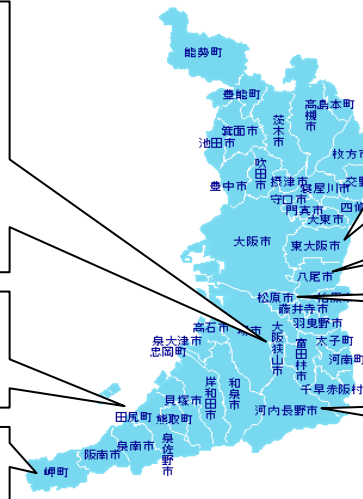 能勢町
豊能町
高槻市
島本町
茨木市
箕面市
池田市
枚方市
吹田市
豊中市
摂津市
寝屋川市
守口市
門真市
大東市
大阪市
東大阪市
八尾市
松原市
藤井寺市
羽曳野市
高石市
大阪狭山市
富田林市
太子町
泉大津市
忠岡町
河南町
千早赤阪村
和泉市
岸和田市
貝塚市
河内長野市
田尻町
熊取町
泉佐野市
泉南市
阪南市
岬町